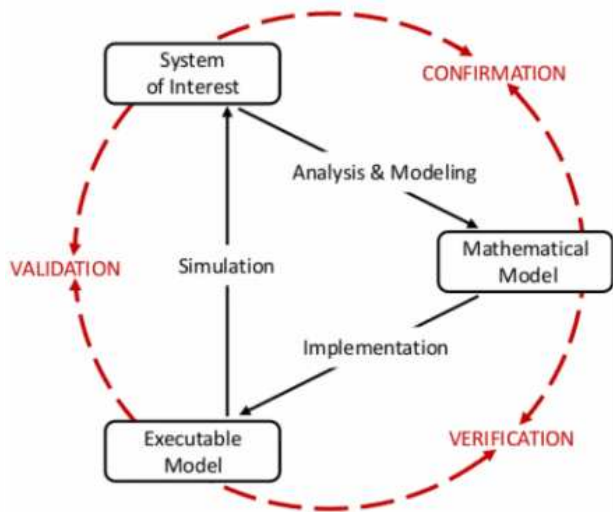 System
of Interest
CONFIRMATION
Analysis & Modeling
Mathematical
Model
VALIDATION
Simulation
Implementation
Executable
Model
VERIFICATION